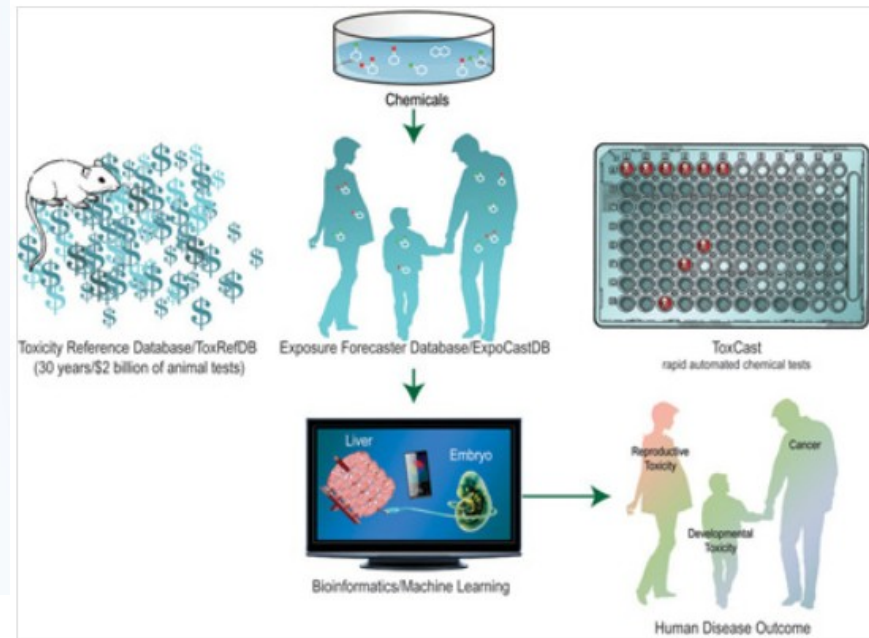 Chemicals
Toxicity Reference Database/ToxRefDB
(30 years/$2 billion of animal tests)
Exposure Forecaster Database/ExpoCastDB
ToxCast
rapid automated chemical tests
Liver
Embryo
Bioinformatics/Machine Learning
Reproductive
Toxicity
Cancer
Developmental
Toxicity
Human Disease Outcome